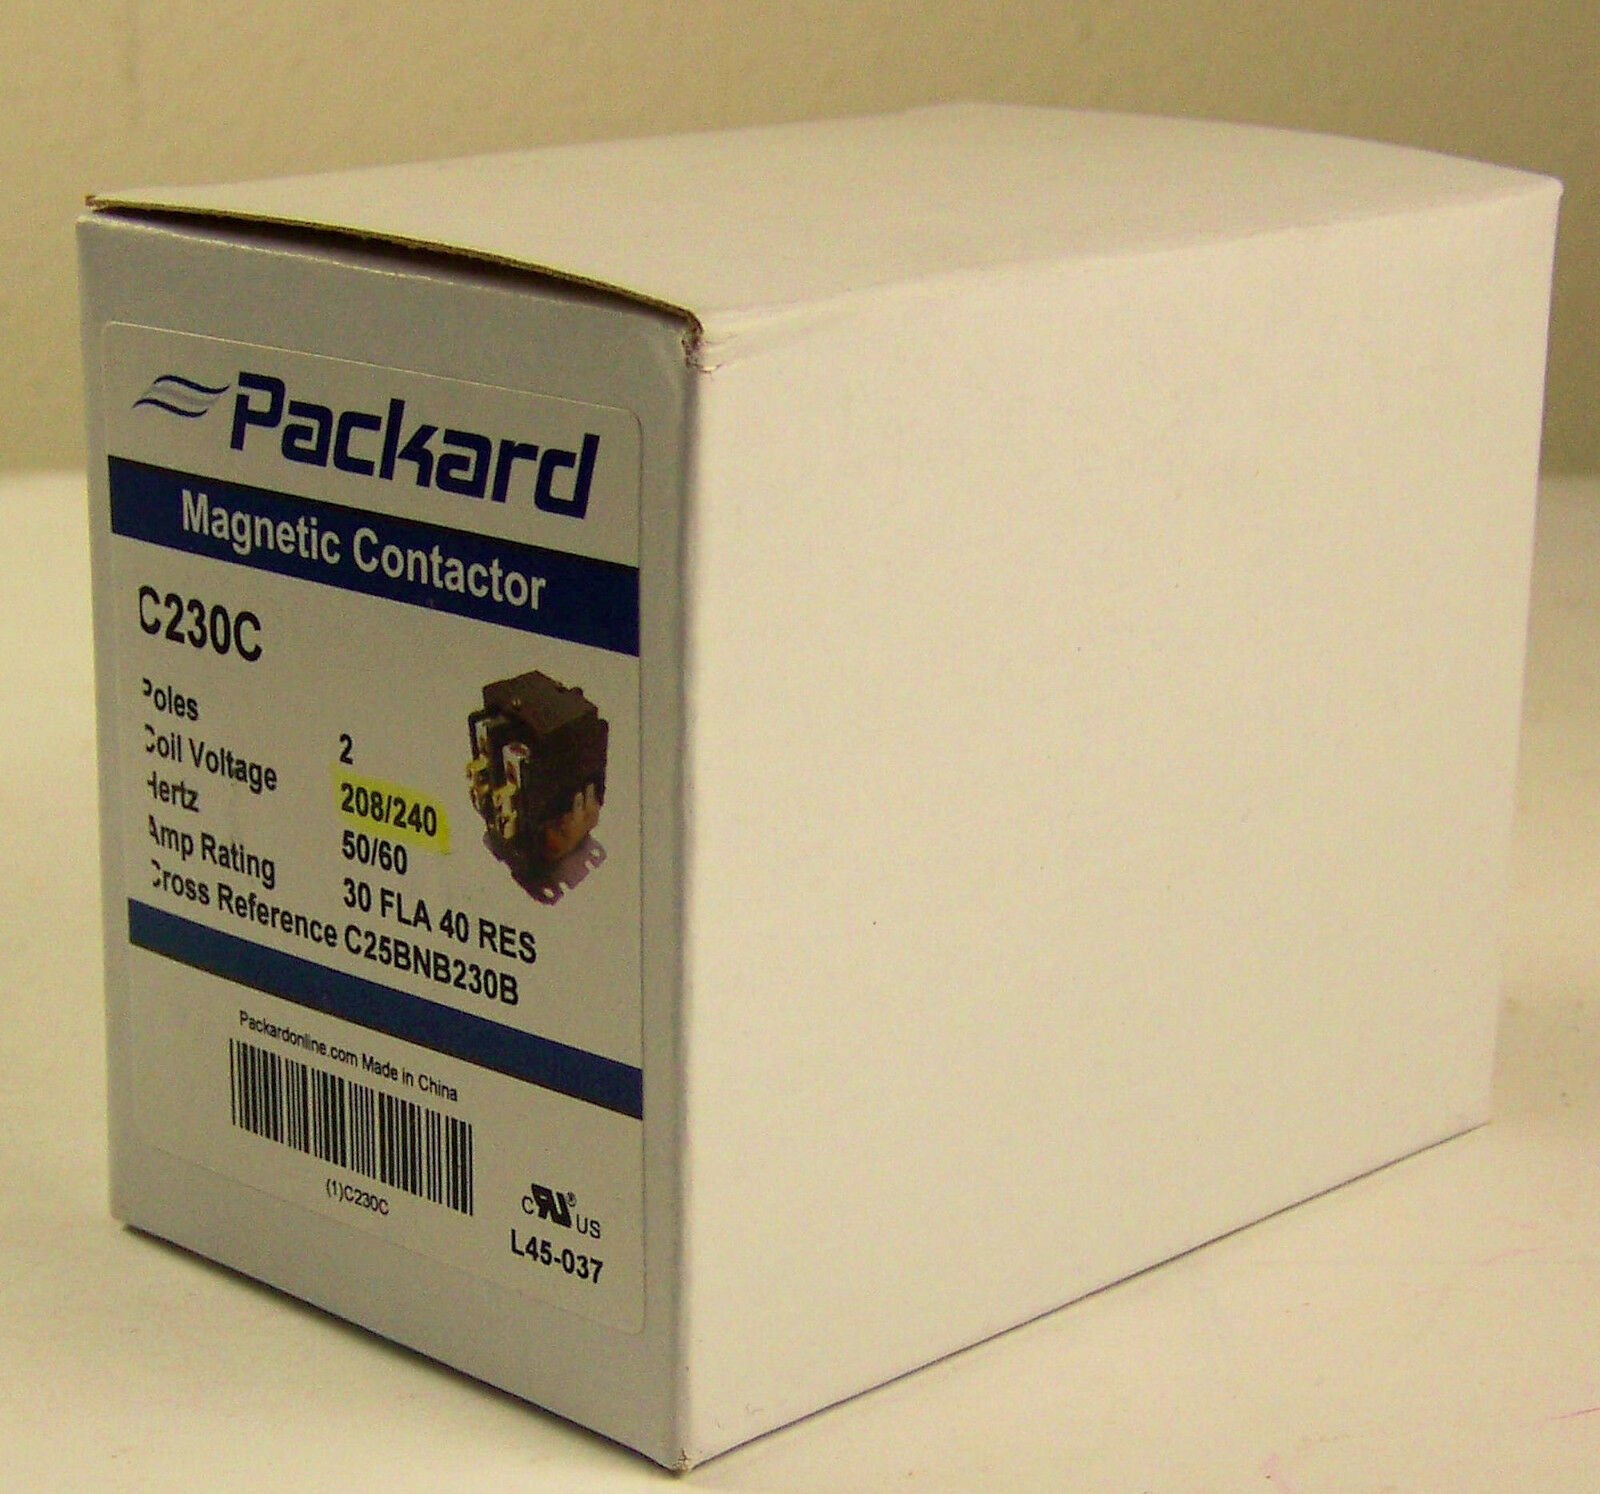 Packard
Magnetic Contactor
C230C
Poles 2
Coil Voltage 208/240
Hertz 50/60
Amp Rating 30 FLA 40 RES
Cross Reference C25BNB230B
Packardonline.com Made in China
(1)C230C
C RU® US
L45-037